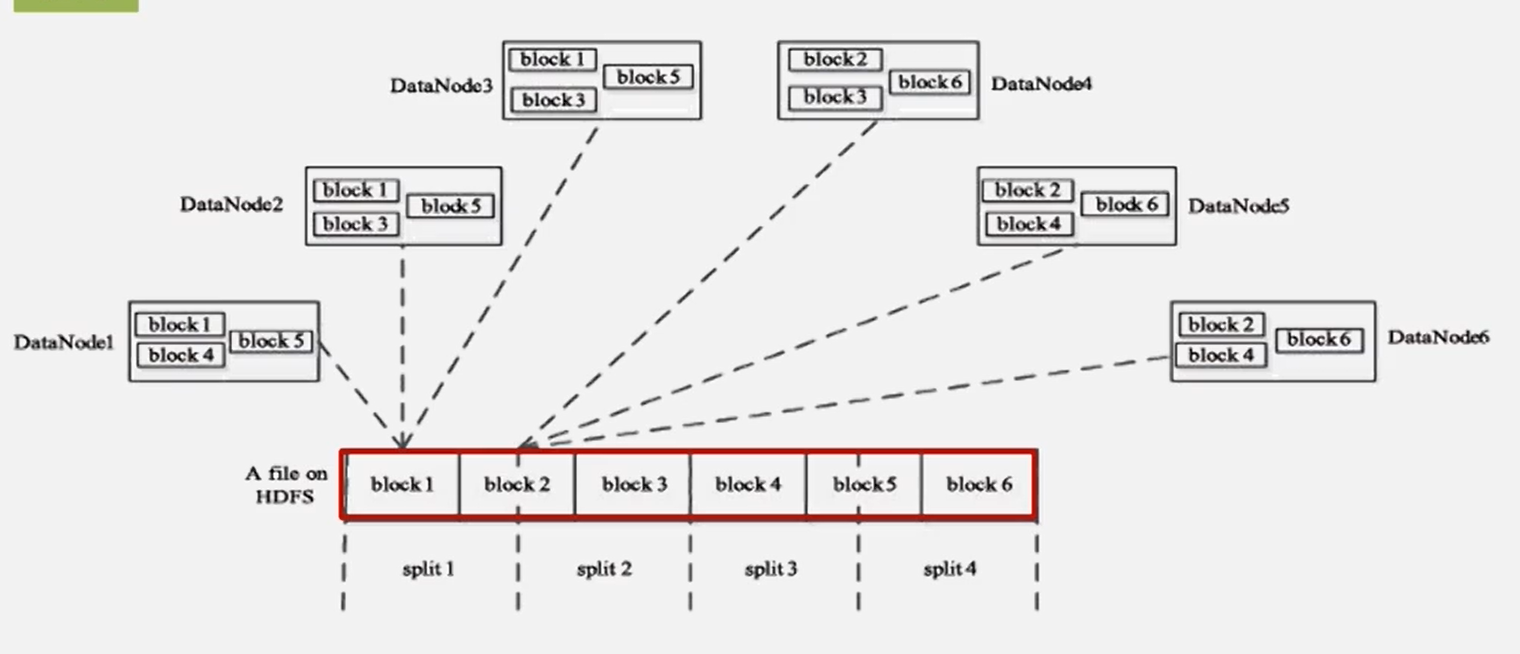 block 1
block 5
block 3
DataNode3
block 2
block 6
block 3
DataNode4
DataNode2
block 1
block 5
block 3
block 2
block 6
block 4
DataNode5
DataNode1
block 1
block 5
block 4
block 2
block 6
block 4
DataNode6
A file on
HDFS
block 1
block 2
block 3
block 4
block 5
block 6
split 1
split 2
split 3
split 4